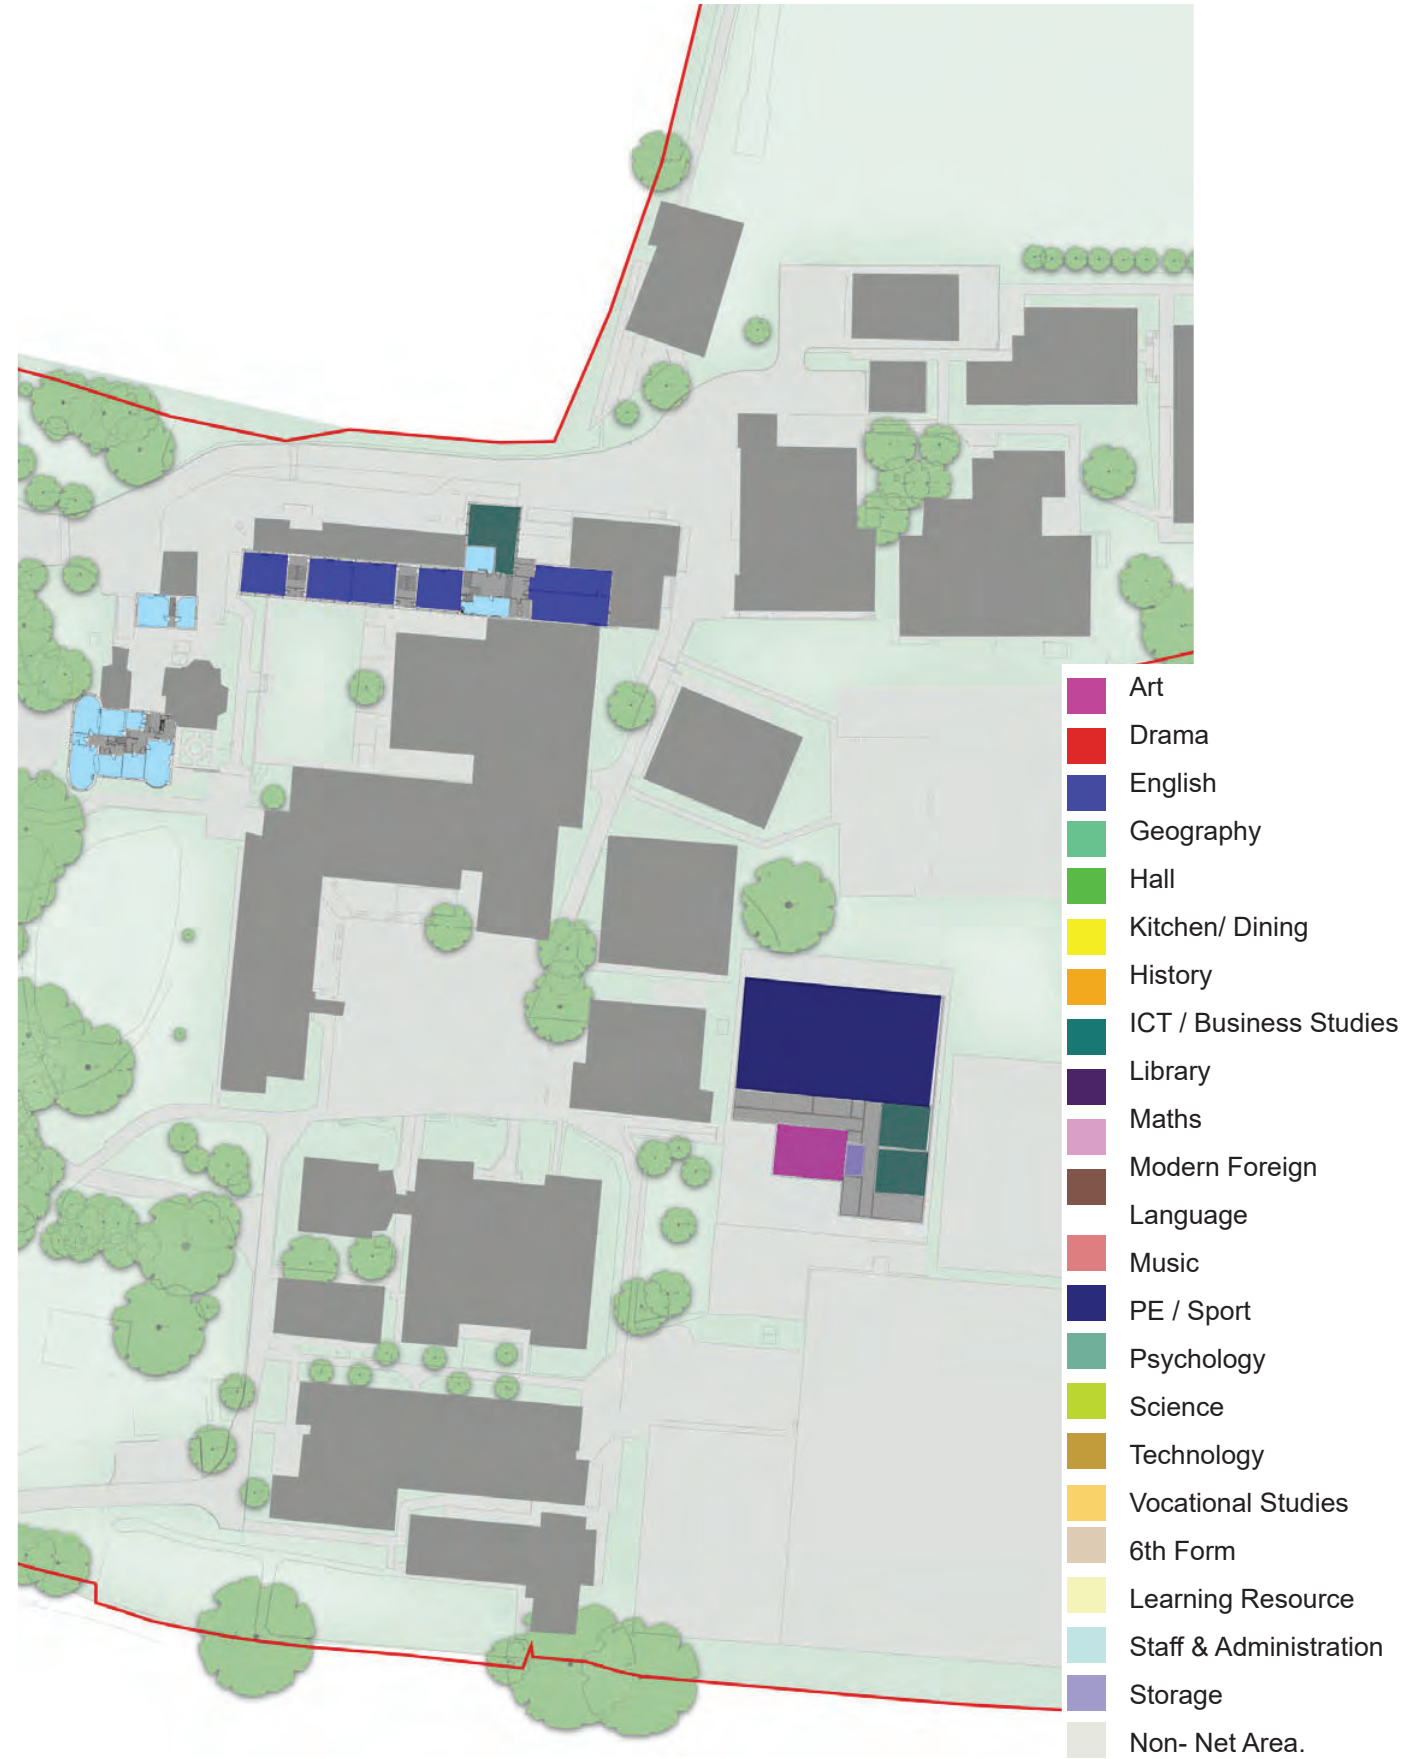 Art
Drama
English
Geography
Hall
Kitchen/ Dining
History
ICT / Business Studies
Library
Maths
Modern Foreign
Language
Music
PE / Sport
Psychology
Science
Technology
Vocational Studies
6th Form
Learning Resource
Staff & Administration
Storage
Non- Net Area.